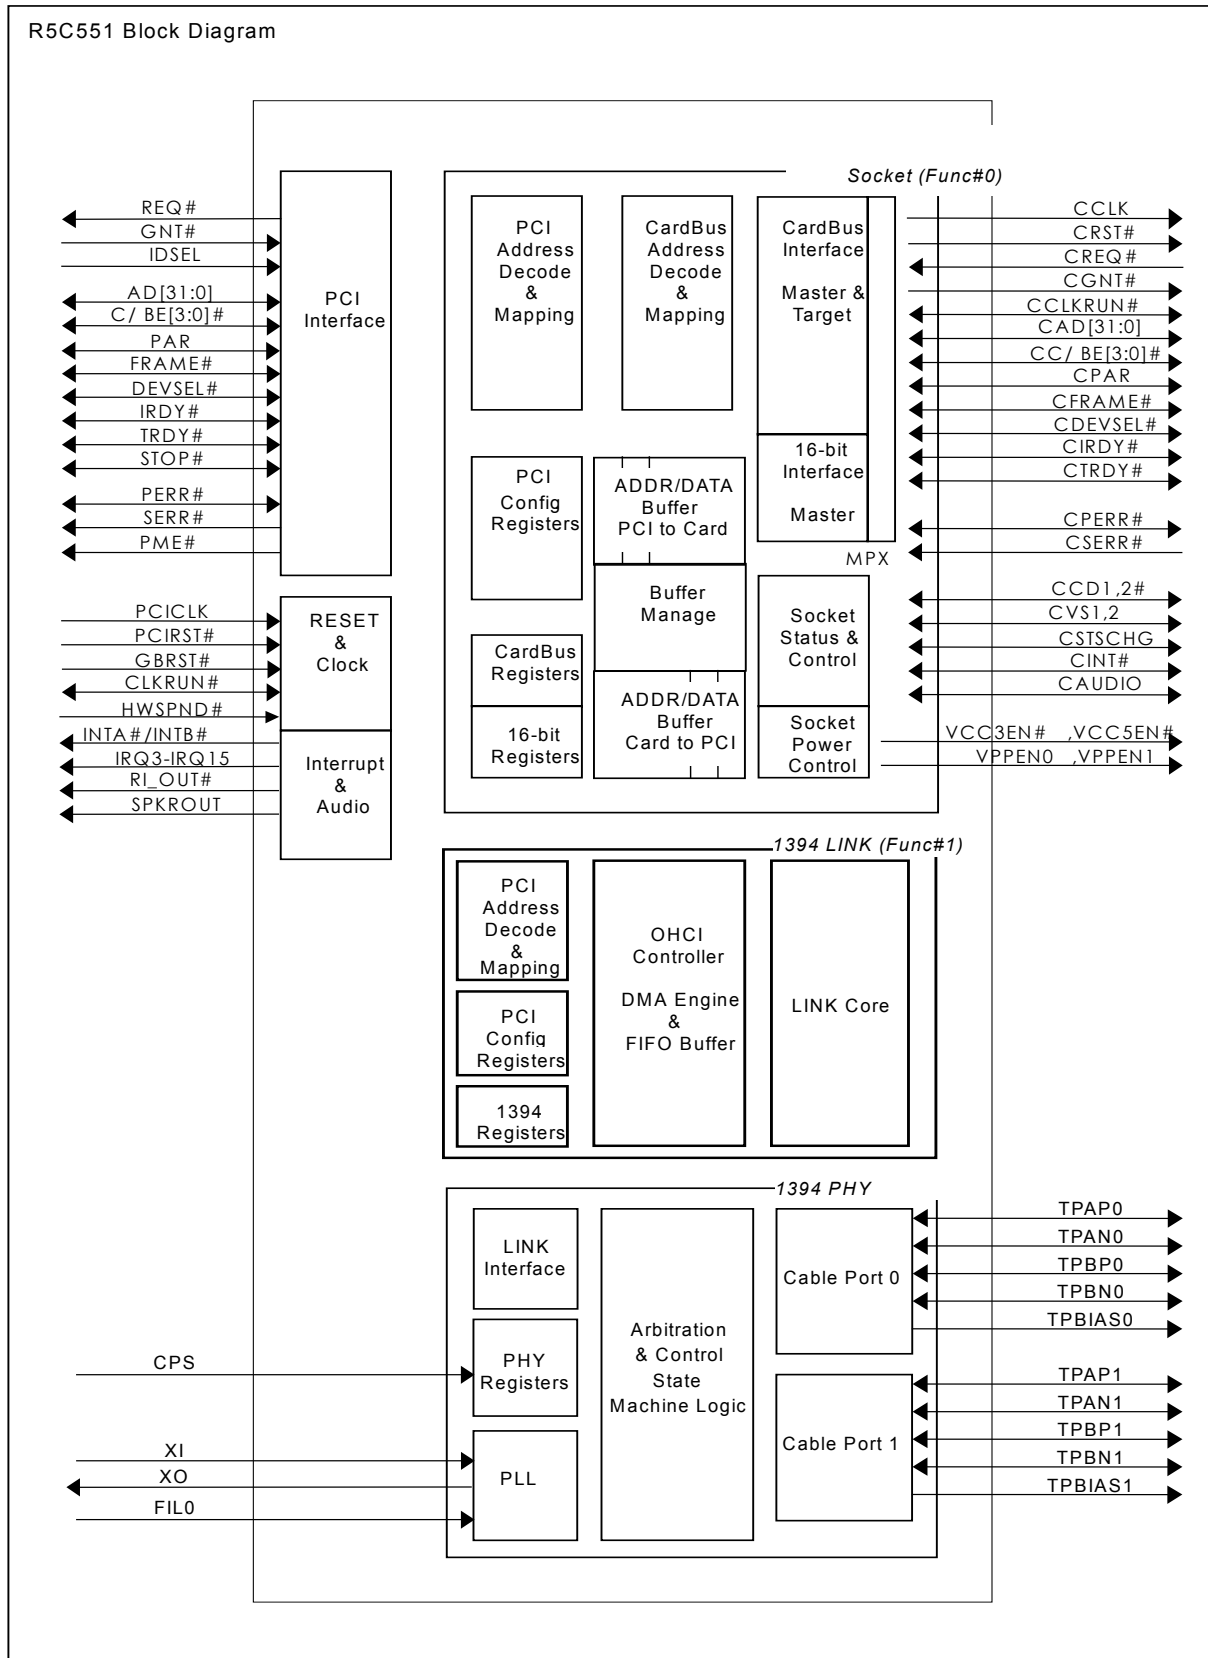 R5C551 Block Diagram
Socket (Func#0)
REQ#
GNT#
IDSEL
AD[31:0]
C/ BE[3:0]#
PAR
FRAME#
DEVSEL#
IRDY#
TRDY#
STOP#
PERR#
SERR#
PME#
PCICLK
PCIRST#
GBRST#
CLKRUN#
HWSPND#
INTA#/INTB#
IRQ3-IRQ15
RI_OUT#
SPKROUT
PCI
Interface
RESET
&
Clock
Interrupt
&
Audio
PCI
Address
Decode
&
Mapping
CardBus
Address
Decode
&
Mapping
CardBus
Interface
Master &
Target
16-bit
Interface
Master
MPX
PCI
Config
Registers
ADDR/DATA
Buffer
PCI to Card
Buffer
Manage
ADDR/DATA
Buffer
Card to PCI
CardBus
Registers
16-bit
Registers
Socket
Status &
Control
Socket
Power
Control
CCLK
CRST#
CREQ#
CGNT#
CCLKRUN#
CAD[31:0]
CC/ BE[3:0]#
CPAR
CFRAME#
CDEVSEL#
CIRDY#
CTRDY#
CPERR#
CSERR#
CCD1,2#
CVS1,2
CSTSCHG
CINT#
CAUDIO
VCC3EN# ,VCC5EN#
VPPEN0 ,VPPEN1
1394 LINK (Func#1)
PCI
Address
Decode
&
Mapping
PCI
Config
Registers
1394
Registers
OHCI
Controller
DMA Engine
&
FIFO Buffer
LINK Core
1394 PHY
LINK
Interface
PHY
Registers
PLL
Arbitration
& Control
State
Machine Logic
Cable Port 0
Cable Port 1
CPS
XI
XO
FIL0
TPAP0
TPAN0
TPBP0
TPBN0
TPBIAS0
TPAP1
TPAN1
TPBP1
TPBN1
TPBIAS1